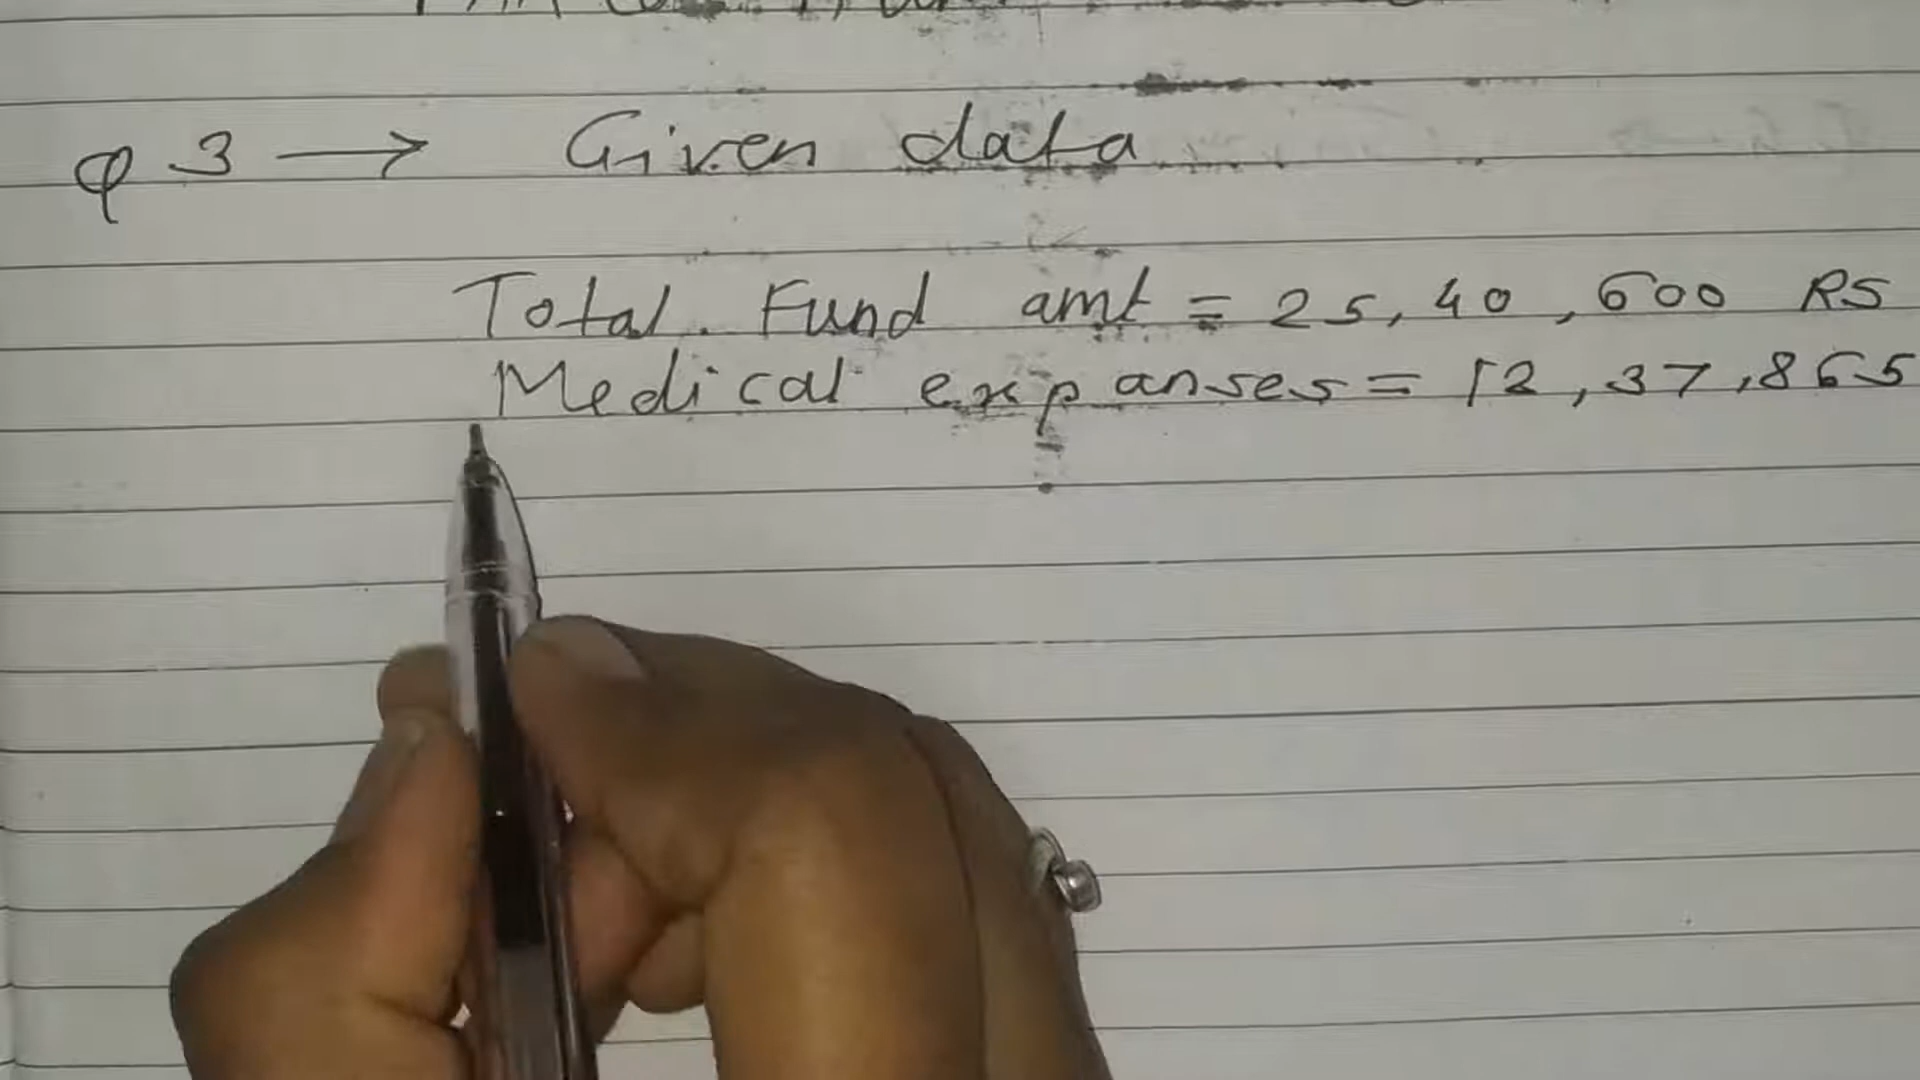 Q 3 → Given data
Total. Fund amt = 25,40,600 RS
Medical expanses = 12,37,865